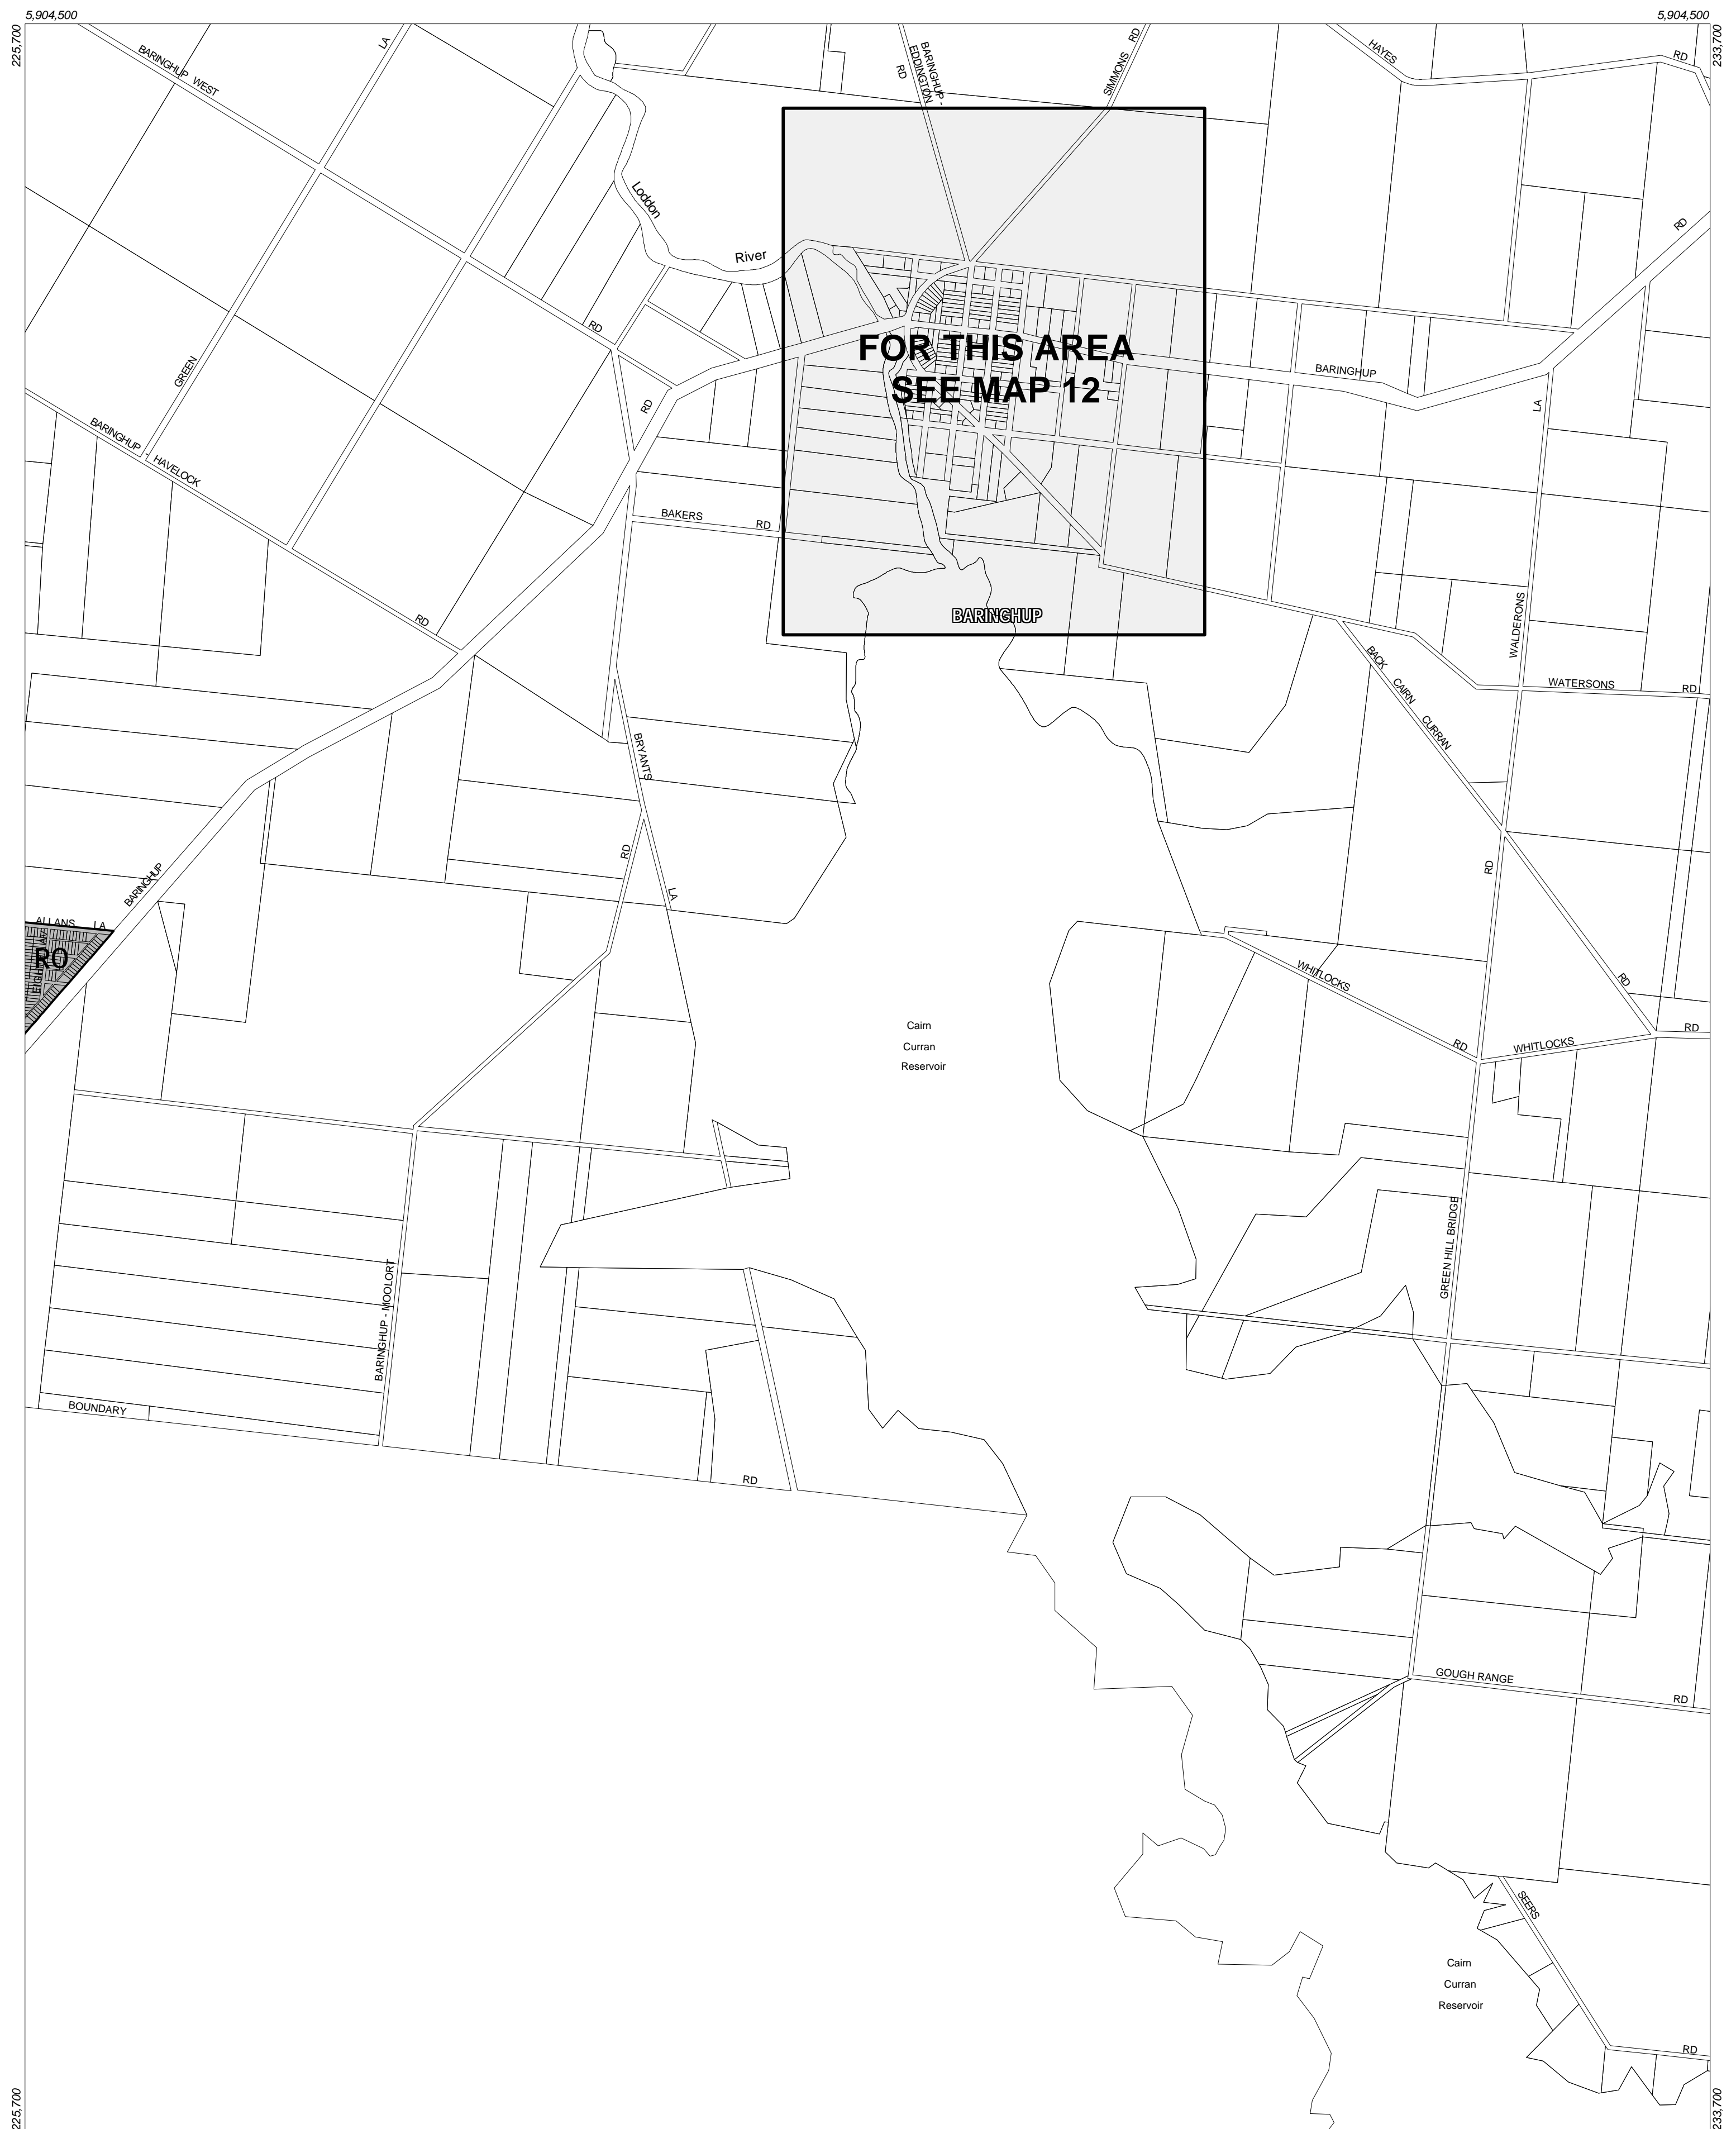 5,904,500
5,904,500
225,700
233,700
BARINGHUP WEST
LA
BARINGHUP -
EDDINGTON
RD
SIMMONS RD
HAYES
RD
Loddon
River
RD
RD
GREEN
FOR THIS AREA
SEE MAP 12
BARINGHUP
RD
LA
BARINGHUP - HAVELOCK
BAKERS RD
RD
BARINGHUP
WALDERONS
BACK CAIRN CURRAN
WATERSONS RD
BRYANTS
RD
LA
RD
BARINGHUP
ALLANS LA
RO
EIGHTH AV
WHITLOCKS
RD
RD
WHITLOCKS
RD
Cairn
Curran
Reservoir
GREEN HILL BRIDGE
BARINGHUP - MOOLORT
BOUNDARY
RD
GOUGH RANGE
RD
SEERS
Cairn
Curran
Reservoir
RD
225,700
233,700